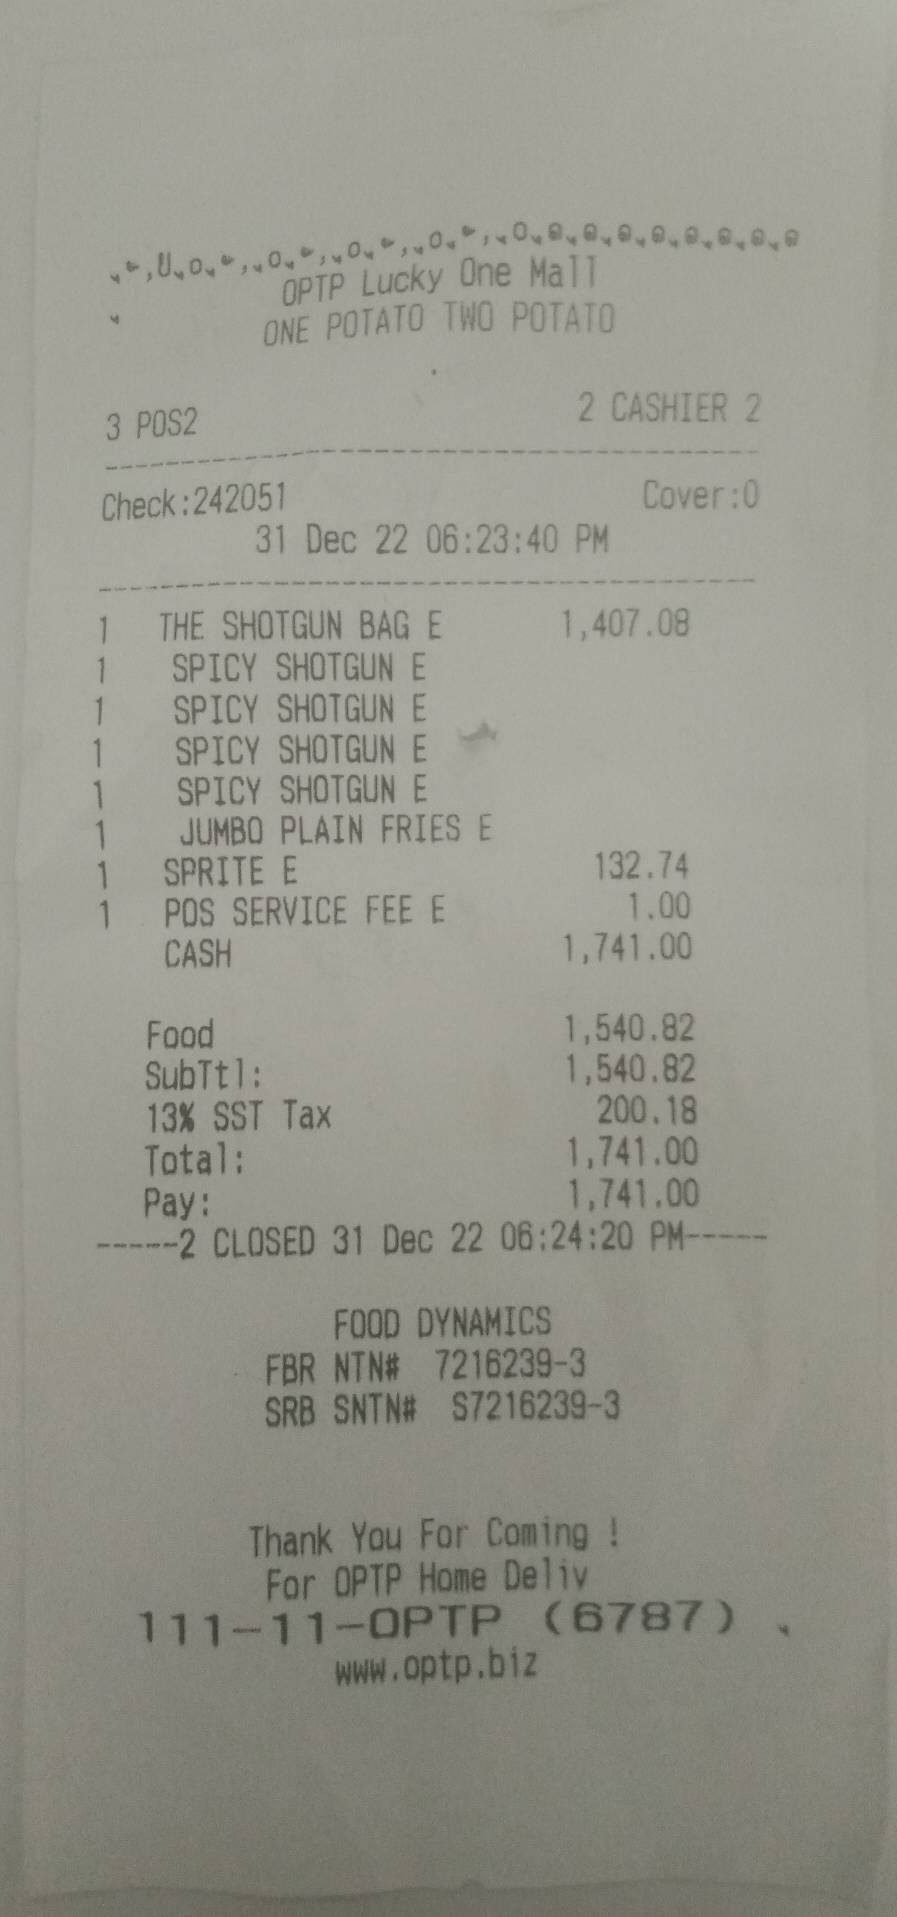 OPTP Lucky One Mall
ONE POTATO TWO POTATO
3 POS2 2 CASHIER 2
Check:242051 Cover:0
31 Dec 22 06:23:40 PM
1 THE SHOTGUN BAG E 1,407.08
1 SPICY SHOTGUN E
1 SPICY SHOTGUN E
1 SPICY SHOTGUN E
1 SPICY SHOTGUN E
1 JUMBO PLAIN FRIES E
1 SPRITE E 132.74
1 POS SERVICE FEE E 1.00
CASH 1,741.00
Food 1,540.82
SubTtl: 1,540.82
13% SST Tax 200.18
Total: 1,741.00
Pay: 1,741.00
------2 CLOSED 31 Dec 22 06:24:20 PM------
FOOD DYNAMICS
FBR NTN# 7216239-3
SRB SNTN# S7216239-3
Thank You For Coming !
For OPTP Home Deliv
111-11-OPTP (6787) .
www.optp.biz